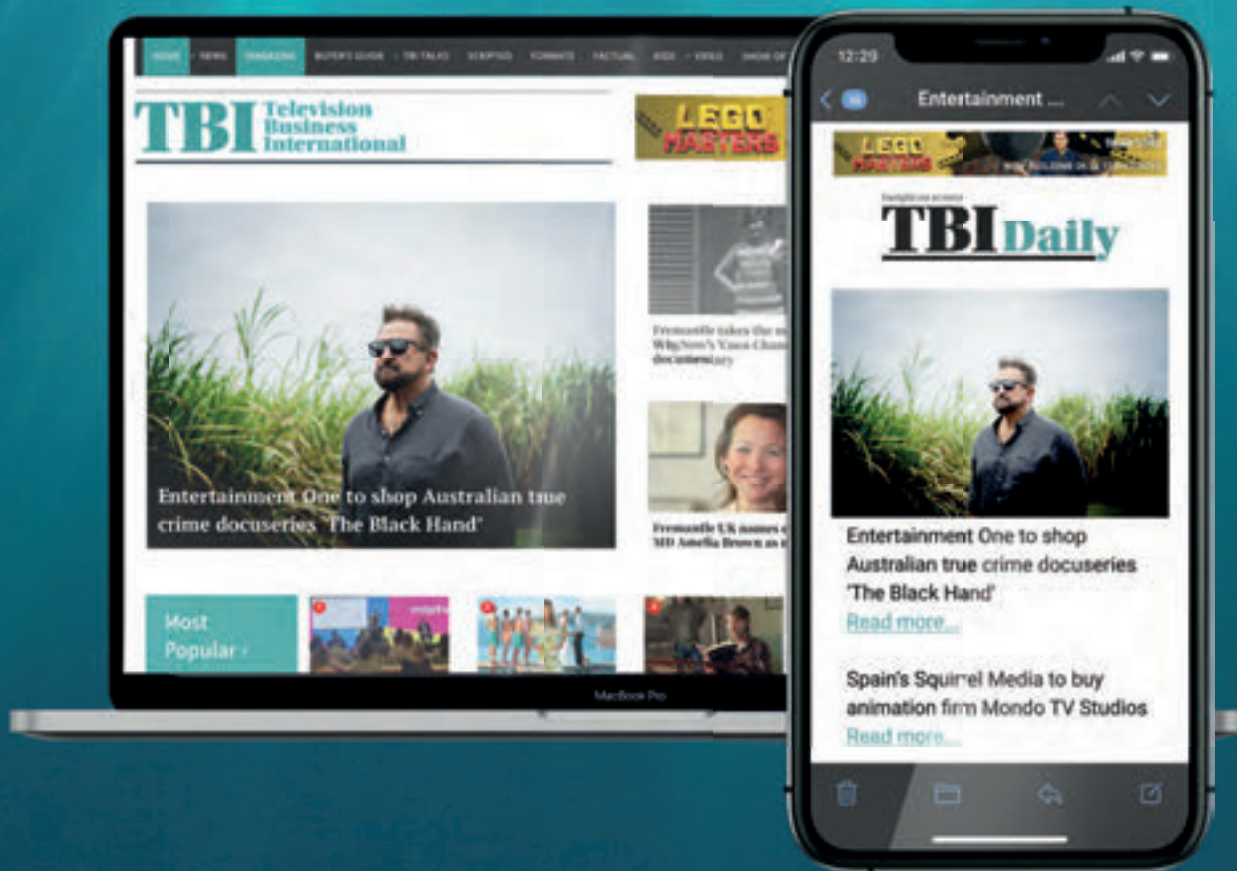 HOME NEWS MAGAZINE BUYER'S GUIDE TBI TALKS SCRIPTED FORMATS FACTUAL KIDS VIDEO SHOW OF
TBI Television
Business
International
LEGO
MASTERS
Entertainment One to shop Australian true
crime docuseries 'The Black Hand'
Fremantle takes the
documentary
Fremantle UK names
MD Amelia Brown as
Most
Popular
MacBook Pro
12:29
Entertainment ...
LEGO
MASTERS
TBI Daily
Entertainment One to shop
Australian true crime docuseries
'The Black Hand'
Read more...
Spain's Squirrel Media to buy
animation firm Mondo TV Studios
Read more...